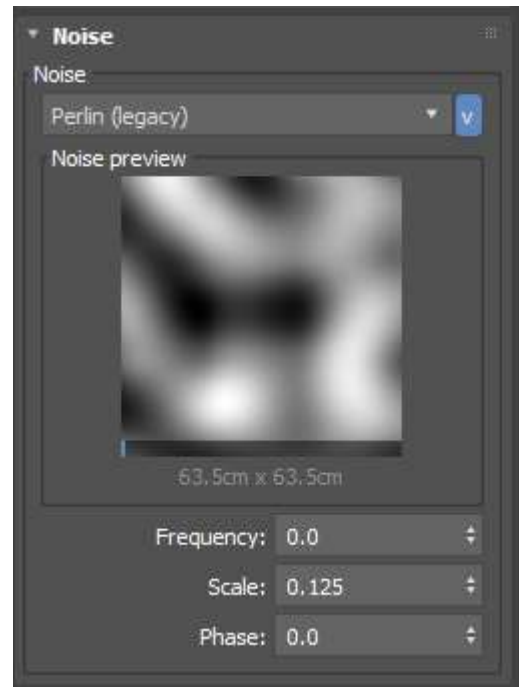 Noise
Noise
Perlin (legacy)
v
Noise preview
63.5cm x 63.5cm
Frequency: 0.0
Scale: 0.125
Phase: 0.0